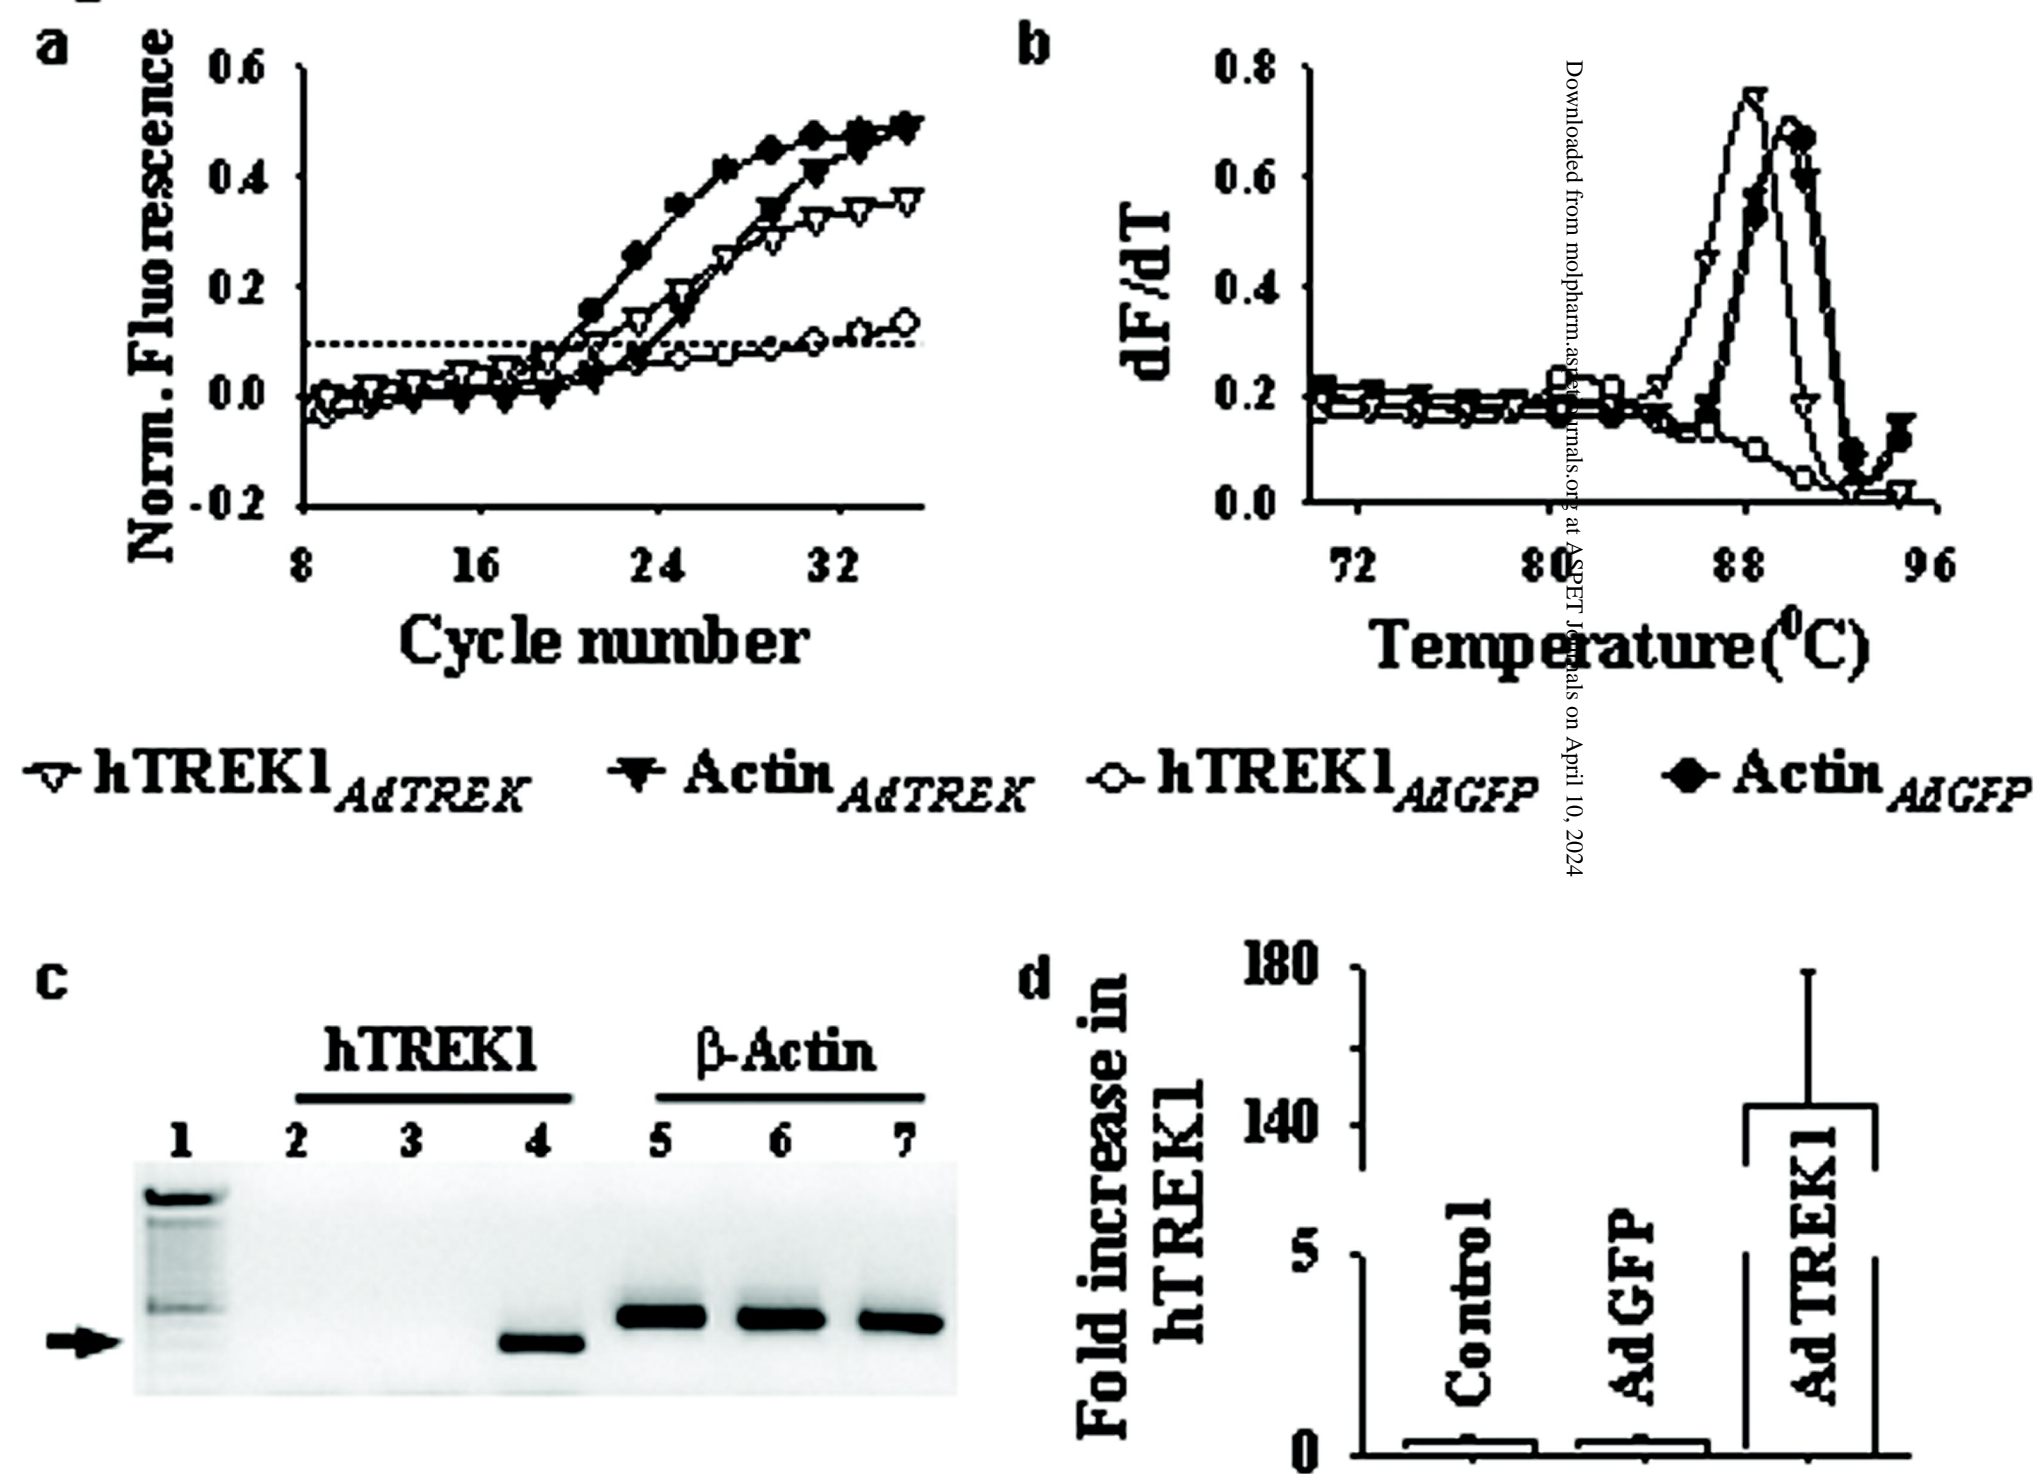 a
Norm. Fluorescence
0.6
0.4
0.2
0.0
-0.2
8 16 24 32
Cycle number
b
dF/dT
0.8
0.6
0.4
0.2
0.0
72 80 88 96
Temperature(⁰C)
Downloaded from molpharm.aspetjournals.org at ASPET Journals on April 10, 2024
hTREK1AdTREK Actin AdTREK hTREK1AdGFP Actin AdGFP
c
hTREK1 β-Actin
1 2 3 4 5 6 7
d
Fold increase in
hTREK1
180
140
5
0
Control
AdGFP
AdTREK1